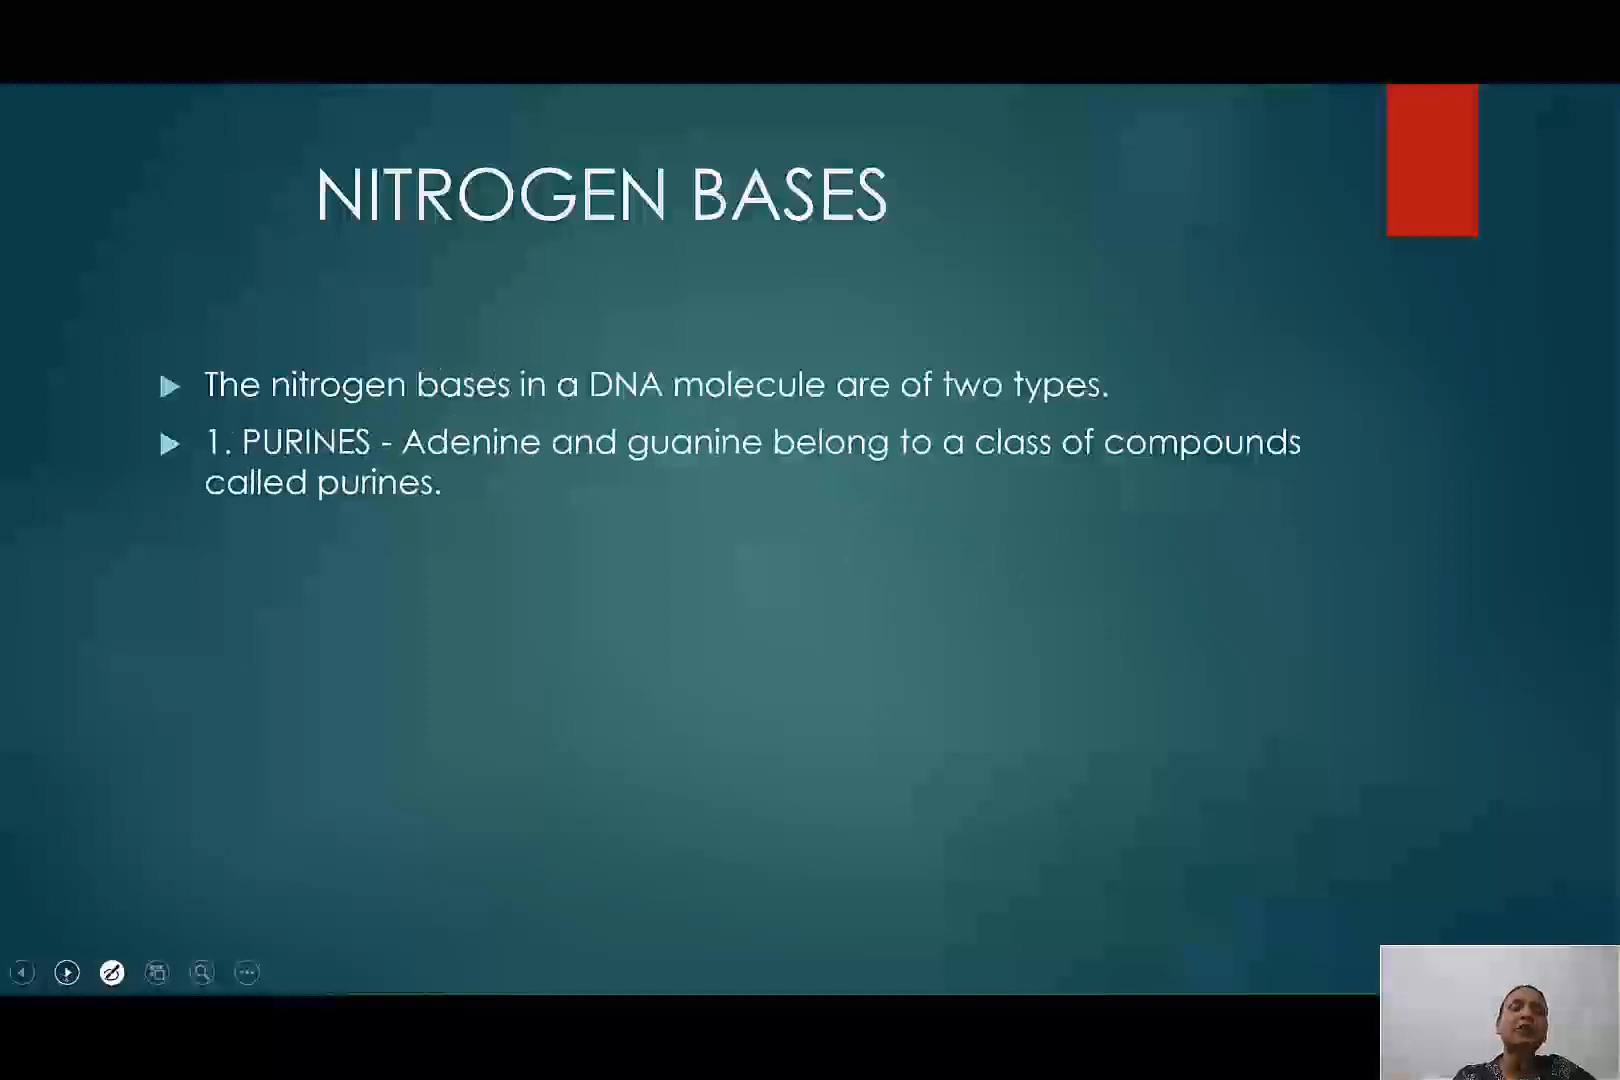 NITROGEN BASES
The nitrogen bases in a DNA molecule are of two types.
1. PURINES - Adenine and guanine belong to a class of compounds
called purines.